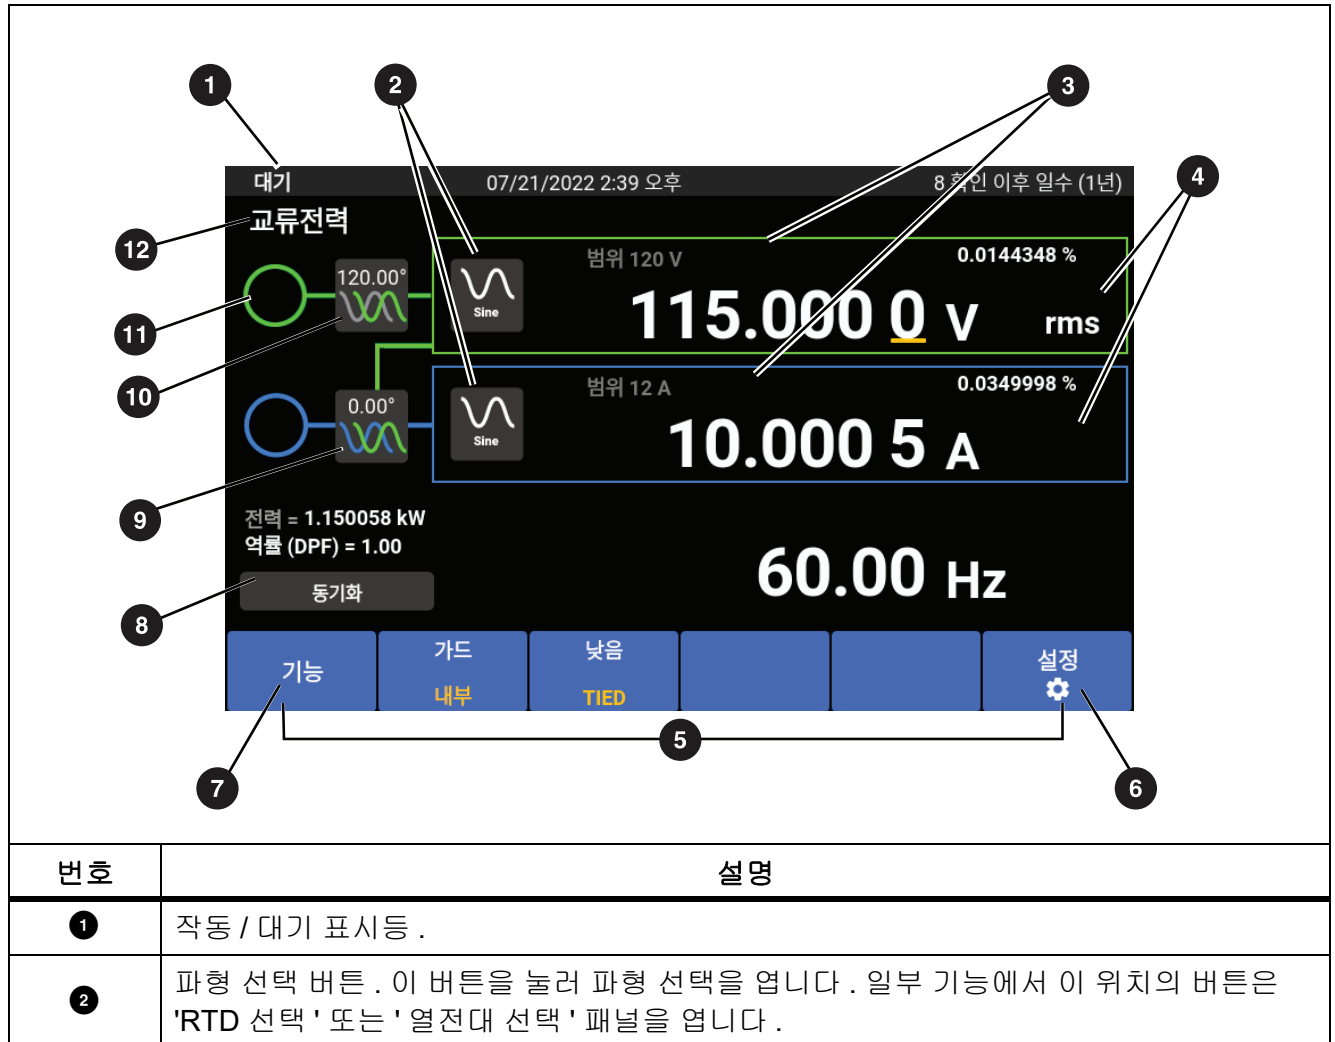 1 2 3
4
대기 07/21/2022 2:39 오후 8 확인 이후 일수 (1년)
12 교류전력
범위 120 V 0.0144348 %
120.00° Sine 115.000 0 V rms
11
10
범위 12 A 0.0349998 %
0.00° Sine 10.000 5 A
9
전력 = 1.150058 kW
역률 (DPF) = 1.00
60.00 Hz
8 동기화
기능 가드 낮음 설정
내부 TIED
5
7 6
번호 설명
1 작동 / 대기 표시등 .
2 파형 선택 버튼 . 이 버튼을 눌러 파형 선택을 엽니다 . 일부 기능에서 이 위치의 버튼은
'RTD 선택 ' 또는 ' 열전대 선택 ' 패널을 엽니다 .